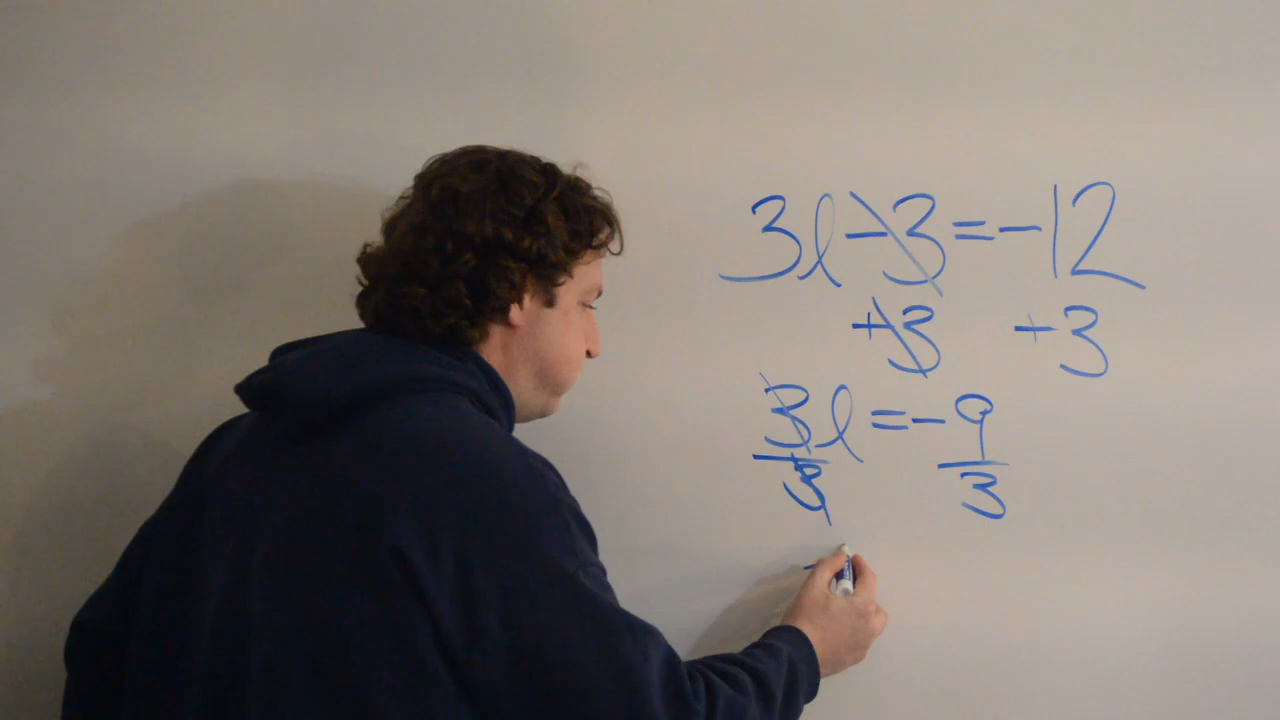 3l - 3 = -12
+3 +3
3l = -9
3 3